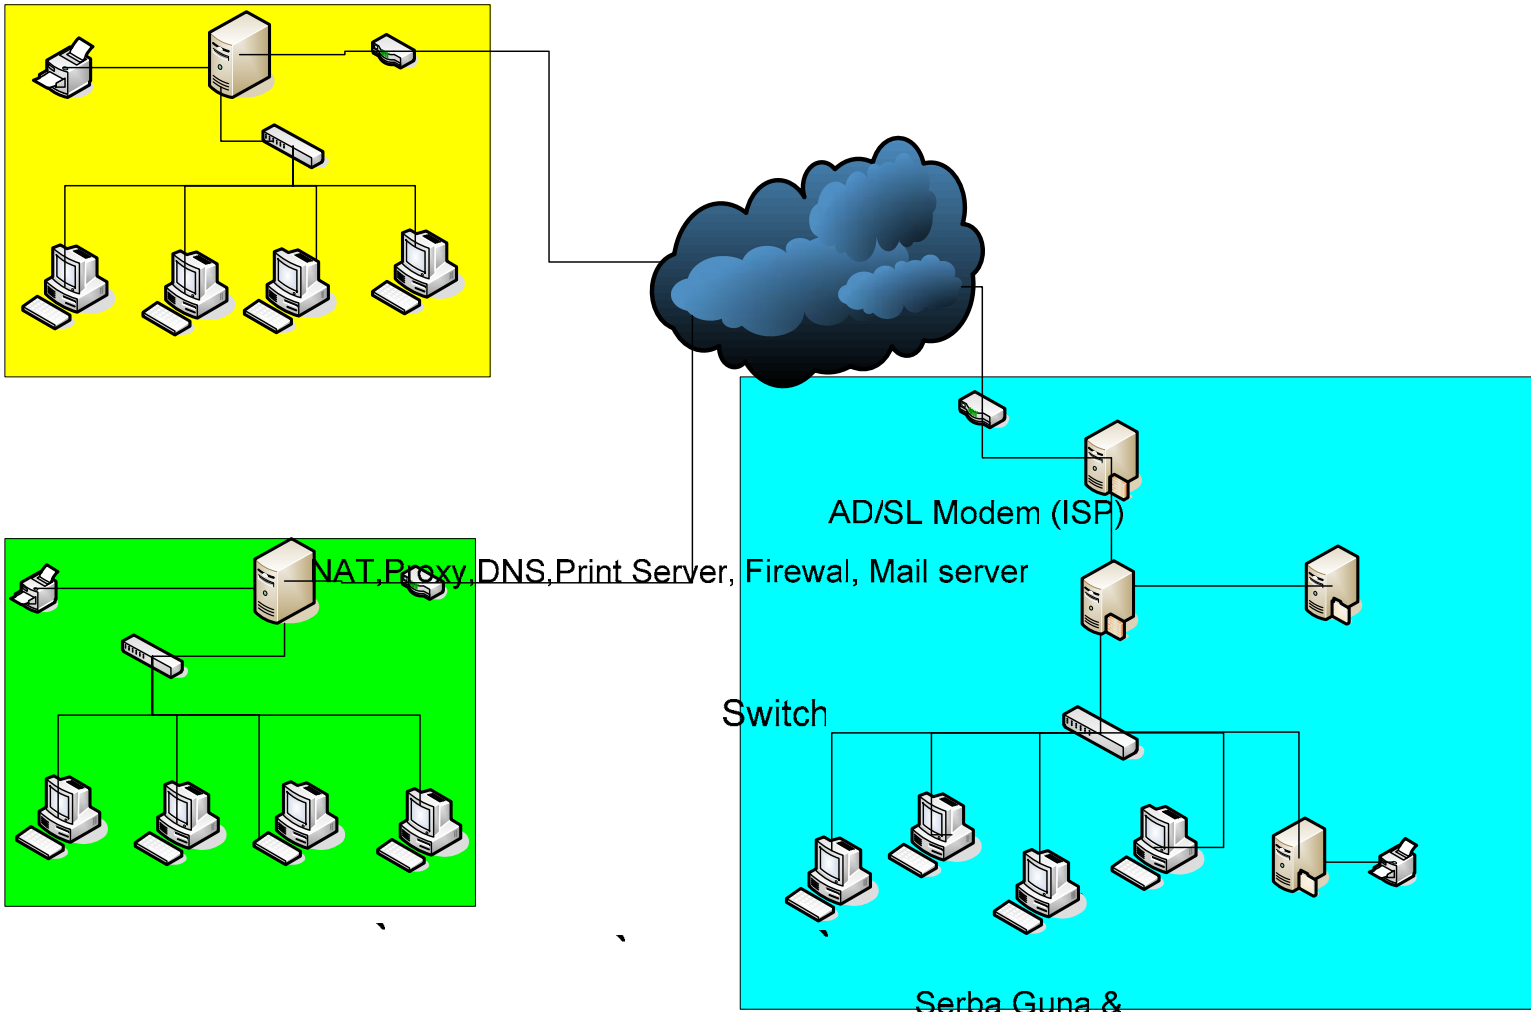 AD/SL Modem (ISP)
NAT,Proxy,DNS,Print Server, Firewal, Mail server
Switch
Serba Guna &